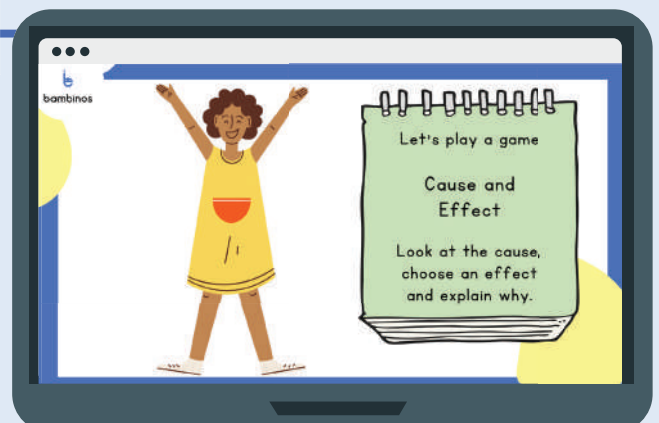 bambinos
Let's play a game
Cause and
Effect
Look at the cause,
choose an effect
and explain why.